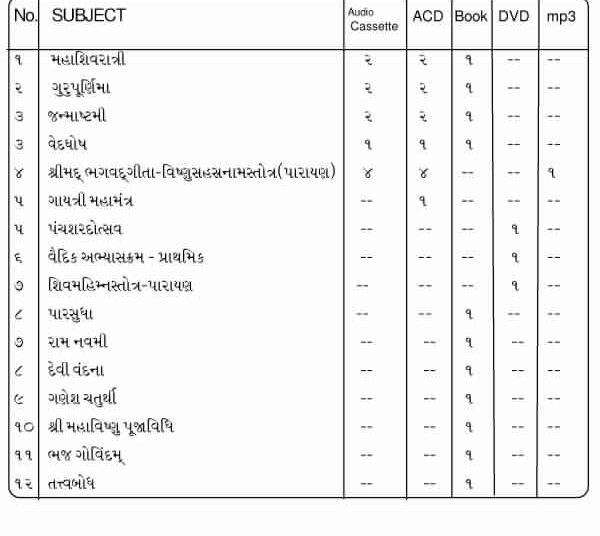 No. SUBJECT Audio Cassette ACD Book DVD mp3
૧ મહાશિવરાત્રી ૨ ૨ ૧ -- --
૨ ગુરુપૂર્ણિમા ૨ ૨ ૧ -- --
૩ જન્માષ્ટમી ૨ ૨ ૧ -- --
૩ વેદઘોષ ૧ ૧ ૧ -- --
૪ શ્રીમદ્ ભગવદ્ગીતા-વિષ્ણુસહસ્રનામસ્તોત્ર(પારાયણ) ૪ ૪ -- -- ૧
૫ ગાયત્રી મહામંત્ર -- ૧ -- -- --
૫ પંચશરદોત્સવ -- -- -- ૧ --
૬ વૈદિક અભ્યાસક્રમ - પ્રાથમિક -- -- -- ૧ --
૭ શિવમહિમ્નસ્તોત્ર-પારાયણ -- -- -- ૧ --
૮ પારસુધા -- -- ૧ -- --
૭ રામ નવમી -- -- ૧ -- --
૮ દેવી વંદના -- -- ૧ -- --
૯ ગણેશ ચતુર્થી -- -- ૧ -- --
૧૦ શ્રી મહાવિષ્ણુ પૂજાવિધિ -- -- ૧ -- --
૧૧ ભજ ગોવિંદમ્ -- -- ૧ -- --
૧૨ તત્ત્વબોધ -- -- ૧ -- --